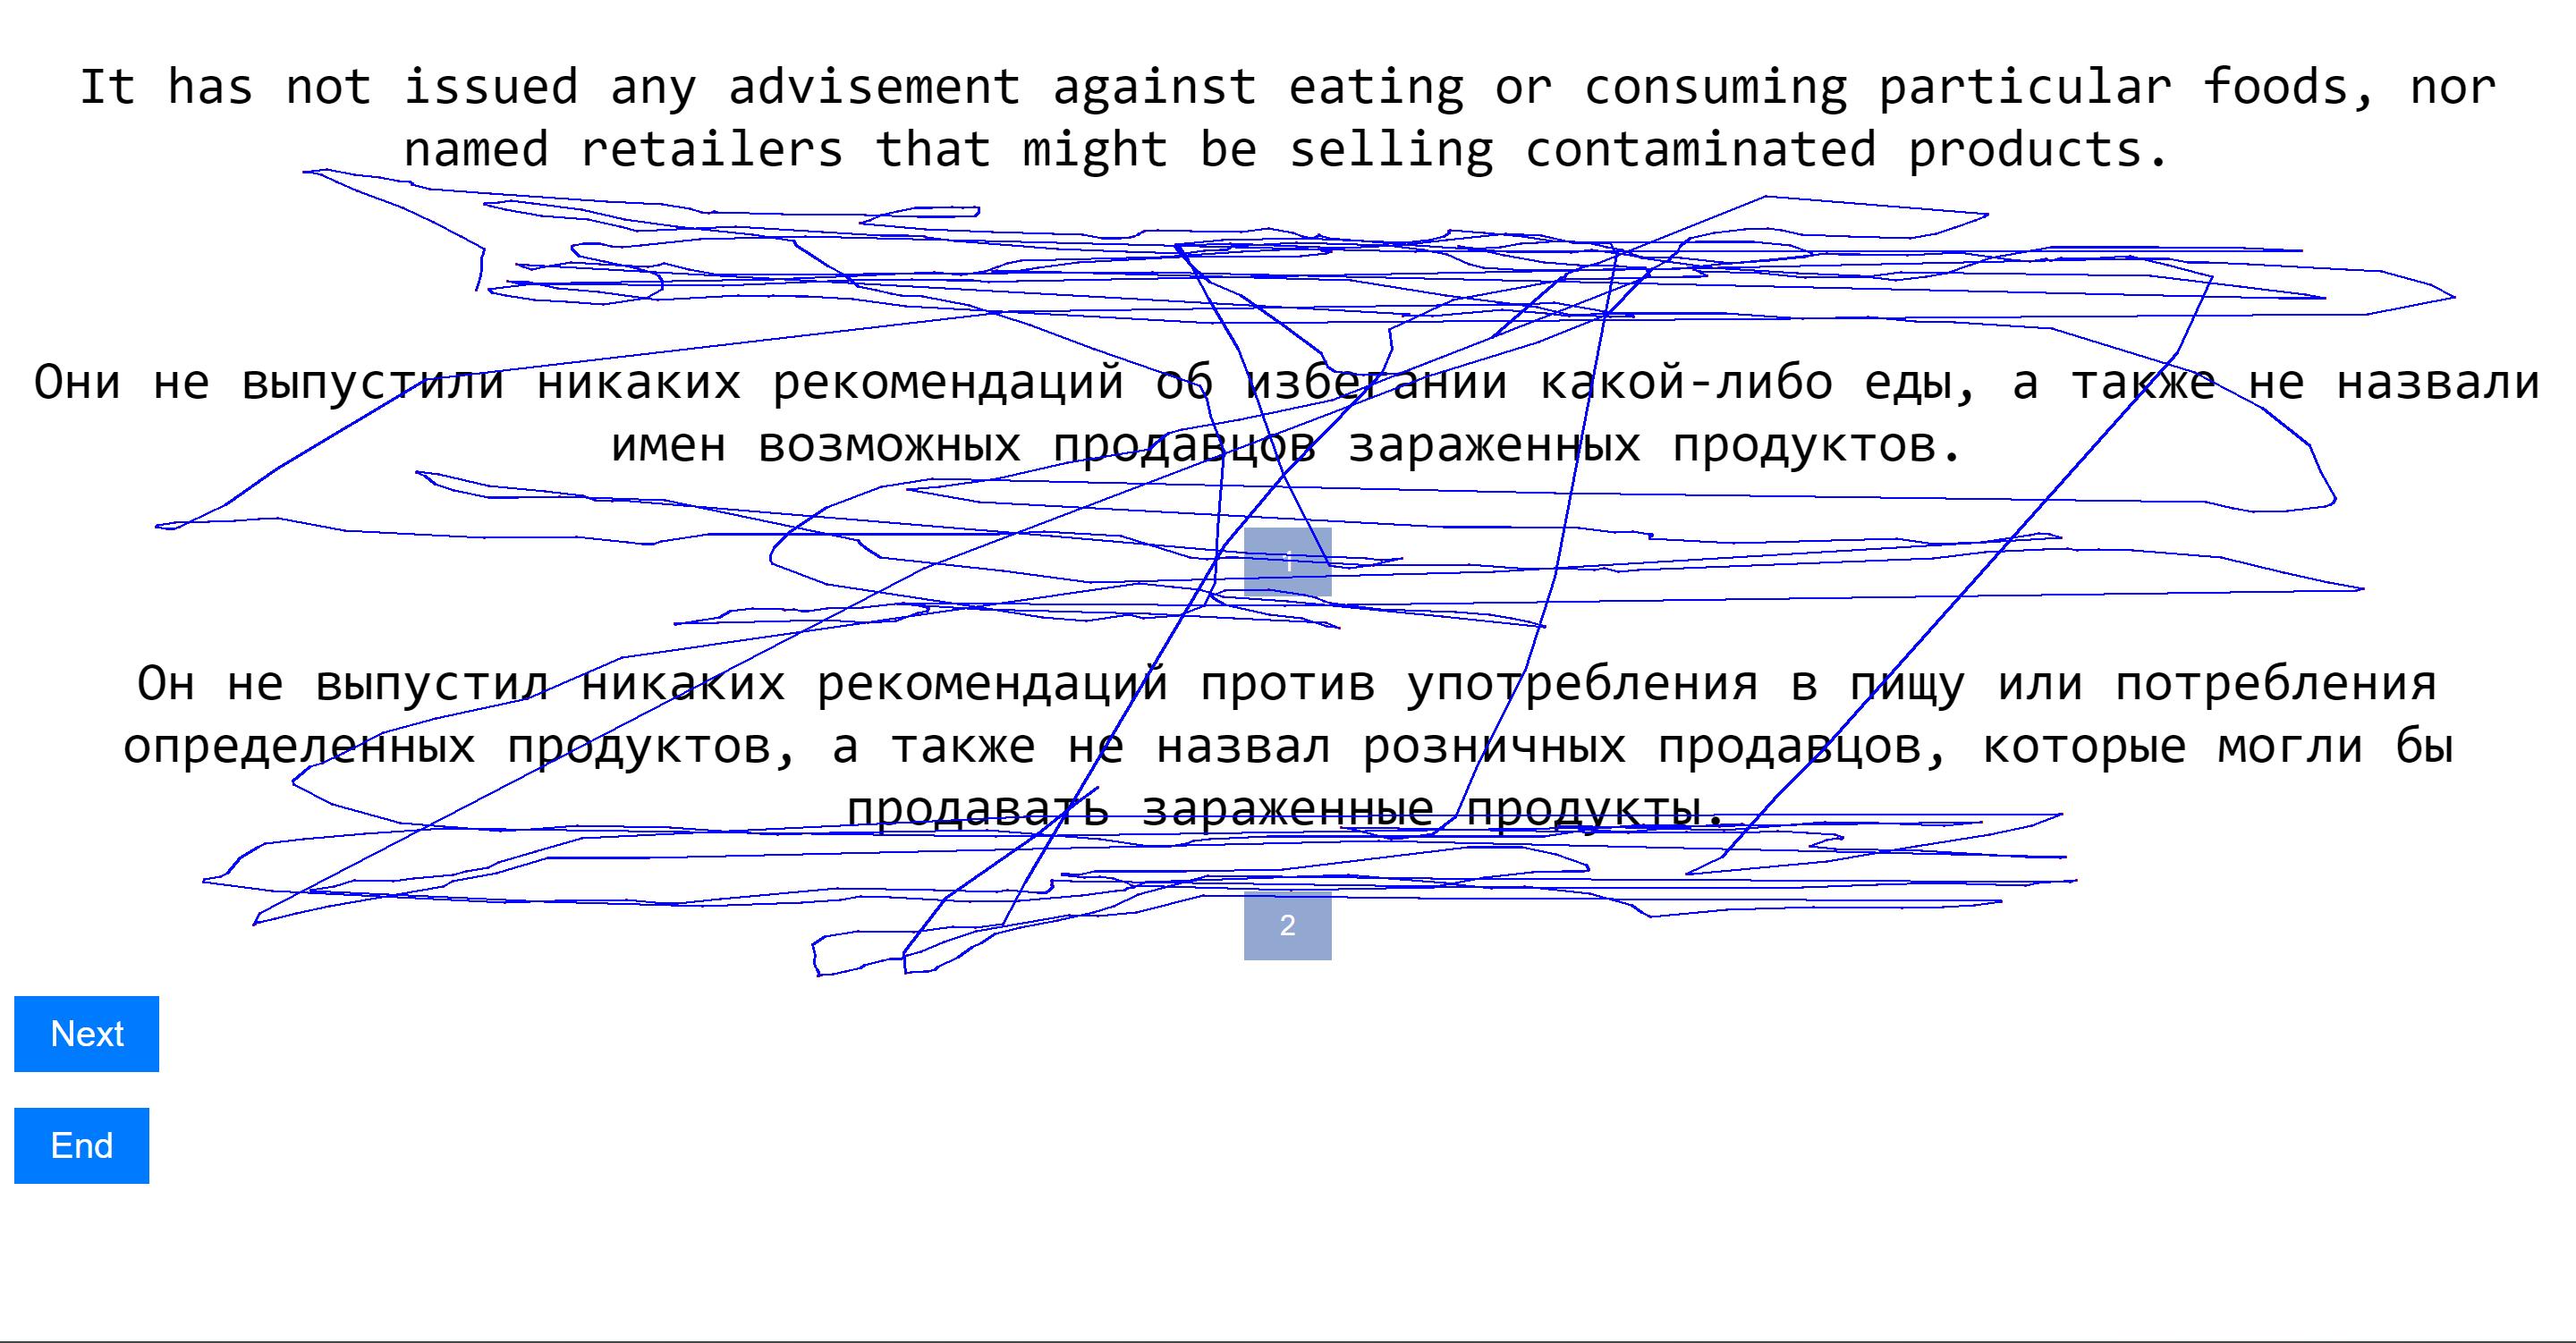 It has not issued any advisement against eating or consuming particular foods, nor
named retailers that might be selling contaminated products.
Они не выпустили никаких рекомендаций об избегании какой-либо еды, а также не назвали
имен возможных продавцов зараженных продуктов.
1
Он не выпустил никаких рекомендаций против употребления в пищу или потребления
определенных продуктов, а также не назвал розничных продавцов, которые могли бы
продавать зараженные продукты.
2
Next
End